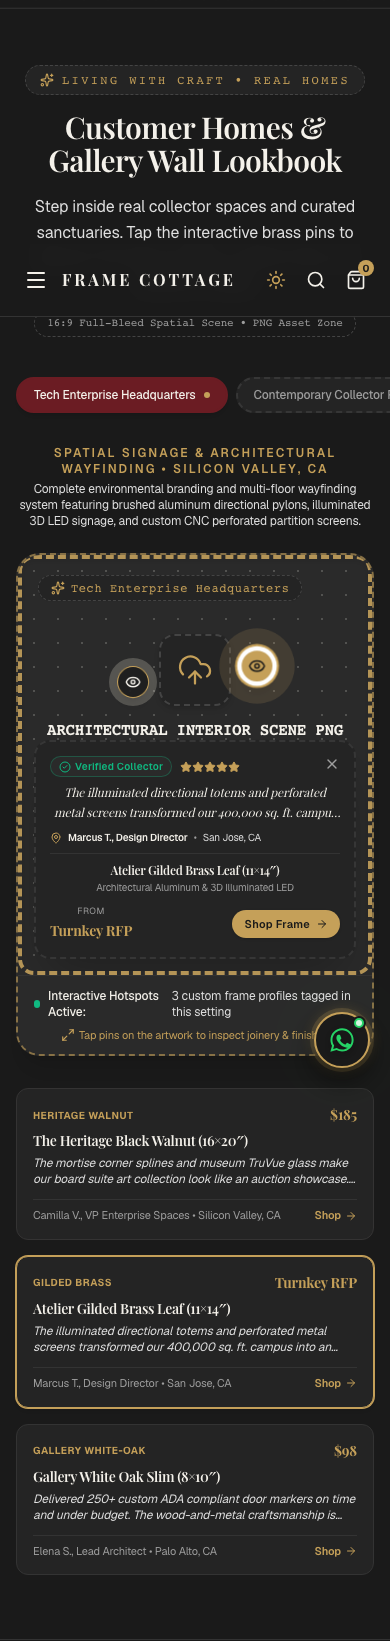 LIVING WITH CRAFT • REAL HOMES
Customer Homes &
Gallery Wall Lookbook
Step inside real collector spaces and curated
sanctuaries. Tap the interactive brass pins to
FRAME COTTAGE
0
16:9 Full-Bleed Spatial Scene • PNG Asset Zone
Tech Enterprise Headquarters
Contemporary Collector
SPATIAL SIGNAGE & ARCHITECTURAL
WAYFINDING • SILICON VALLEY, CA
Complete environmental branding and multi-floor wayfinding
system featuring brushed aluminum directional pylons, illuminated
3D LED signage, and custom CNC perforated partition screens.
Tech Enterprise Headquarters
ARCHITECTURAL INTERIOR SCENE PNG
Verified Collector
The illuminated directional totems and perforated
metal screens transformed our 400,000 sq. ft. campu...
Marcus T., Design Director • San Jose, CA
Atelier Gilded Brass Leaf (11×14″)
Architectural Aluminum & 3D Illuminated LED
FROM
Turnkey RFP
Shop Frame →
Interactive Hotspots
Active:
3 custom frame profiles tagged in
this setting
Tap pins on the artwork to inspect joinery & finish
HERITAGE WALNUT
$185
The Heritage Black Walnut (16×20″)
The mortise corner splines and museum TruVue glass make
our board suite art collection look like an auction showcase....
Camilla V., VP Enterprise Spaces • Silicon Valley, CA
Shop →
GILDED BRASS
Turnkey RFP
Atelier Gilded Brass Leaf (11×14″)
The illuminated directional totems and perforated metal
screens transformed our 400,000 sq. ft. campus into an...
Marcus T., Design Director • San Jose, CA
Shop →
GALLERY WHITE-OAK
$98
Gallery White Oak Slim (8×10″)
Delivered 250+ custom ADA compliant door markers on time
and under budget. The wood-and-metal craftsmanship is...
Elena S., Lead Architect • Palo Alto, CA
Shop →